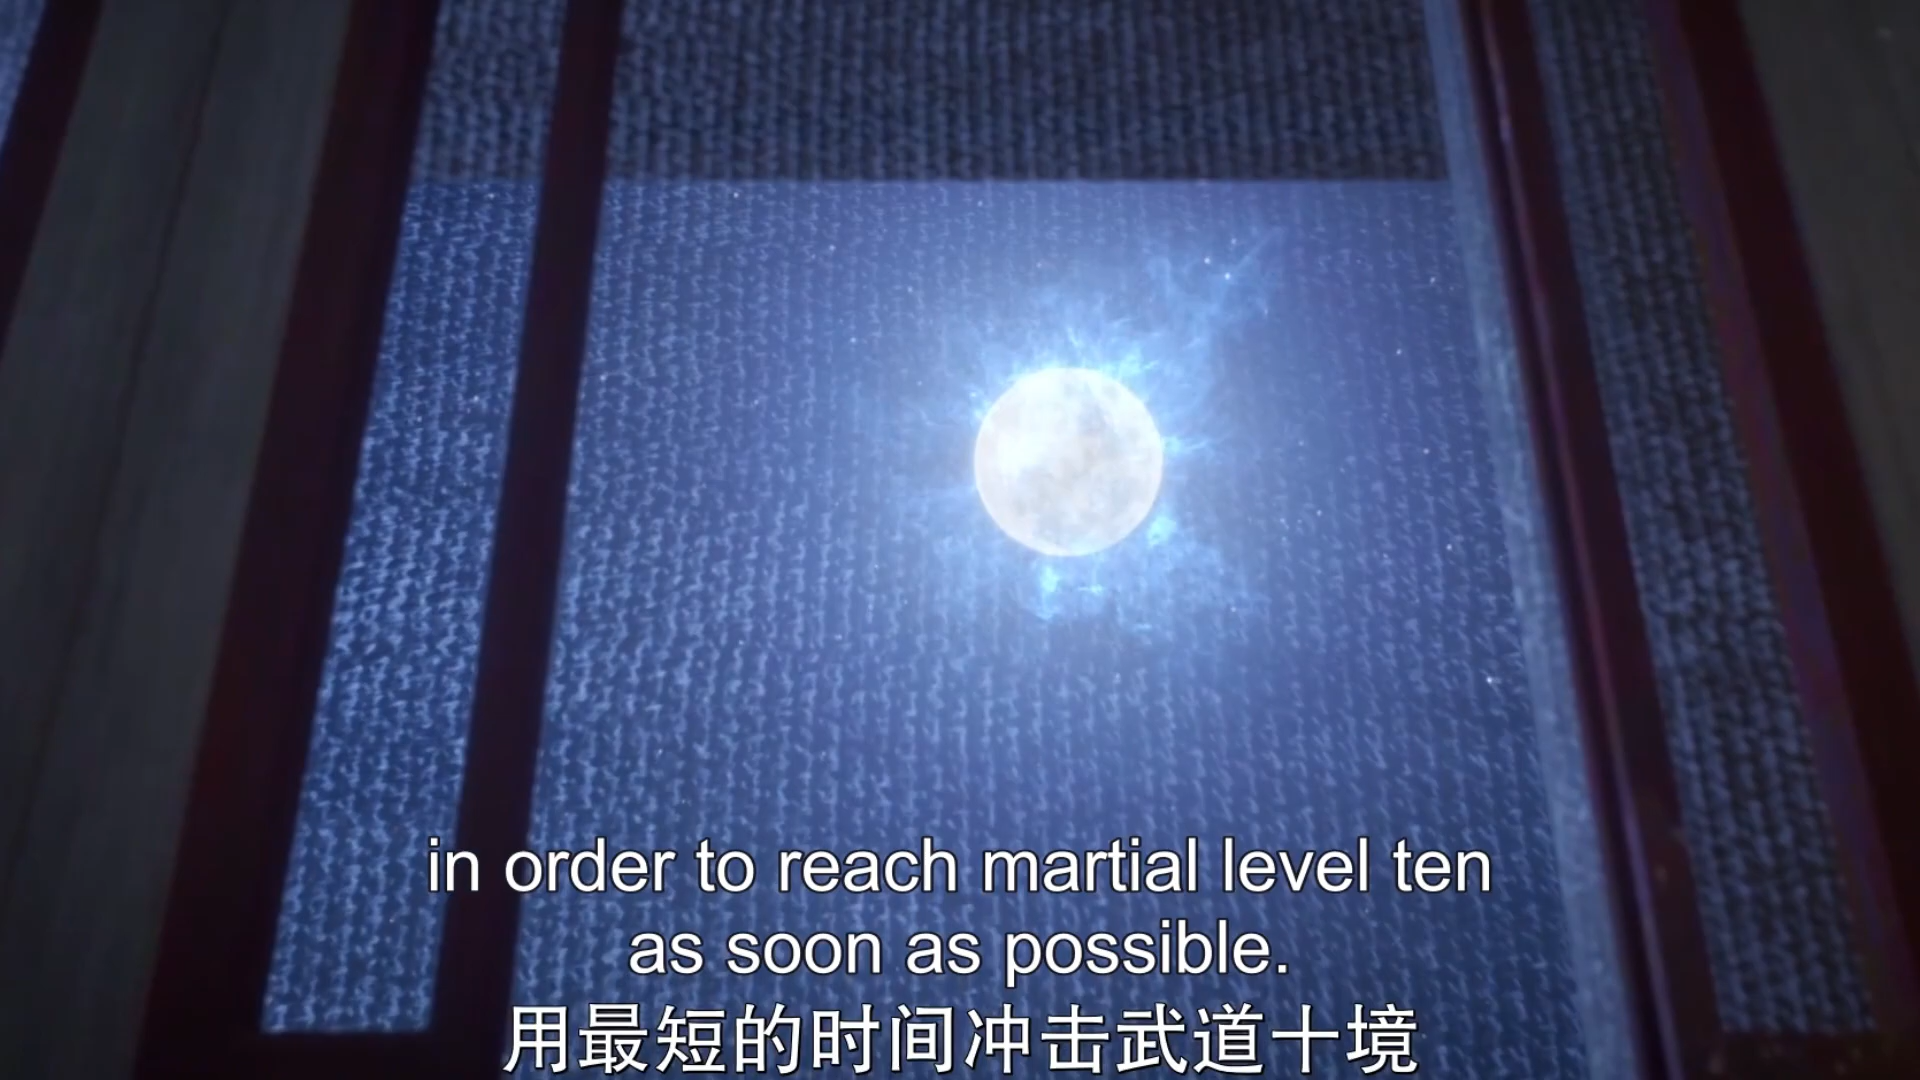 in order to reach martial level ten
as soon as possible.
用最短的时间冲击武道十境